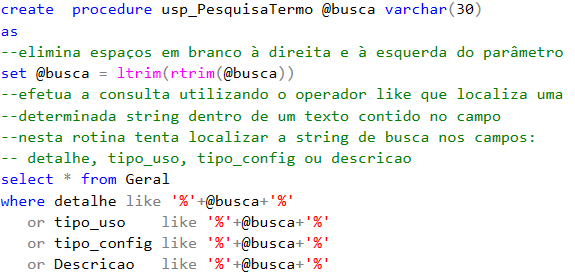 create  procedure usp_PesquisaTermo @busca varchar(30)
as
--elimina espaços em branco à direita e à esquerda do parâmetro
set @busca = ltrim(rtrim(@busca))
--efetua a consulta utilizando o operador like que localiza uma
--determinada string dentro de um texto contido no campo
--nesta rotina tenta localizar a string de busca nos campos:
-- detalhe, tipo_uso, tipo_config ou descricao
select * from Geral
where detalhe like '%'+@busca+'%'
   or tipo_uso    like '%'+@busca+'%'
   or tipo_config like '%'+@busca+'%'
   or Descricao   like '%'+@busca+'%'